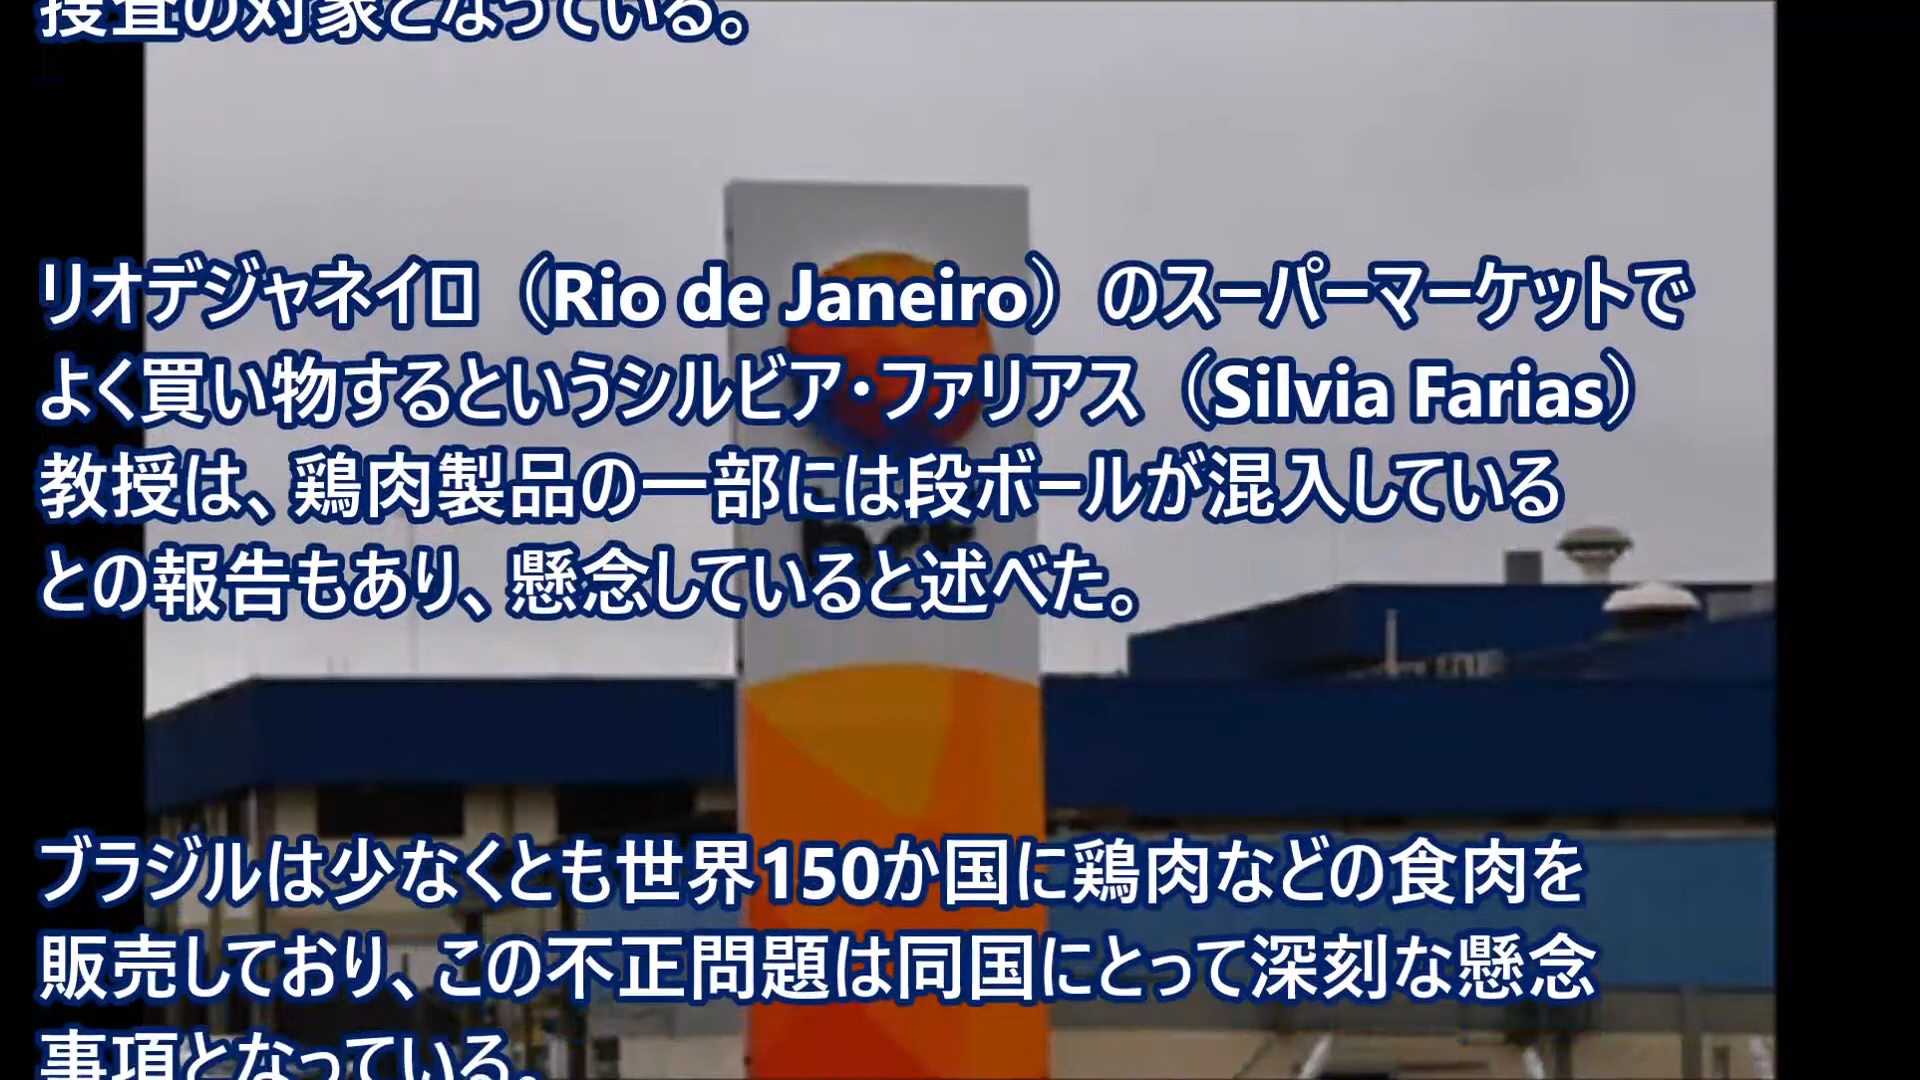 捜査の対象となっている。
リオデジャネイロ（Rio de Janeiro）のスーパーマーケットで
よく買い物するというシルビア・ファリアス（Silvia Farias）
教授は、鶏肉製品の一部には段ボールが混入している
との報告もあり、懸念していると述べた。
ブラジルは少なくとも世界150か国に鶏肉などの食肉を
販売しており、この不正問題は同国にとって深刻な懸念
事項となっている。